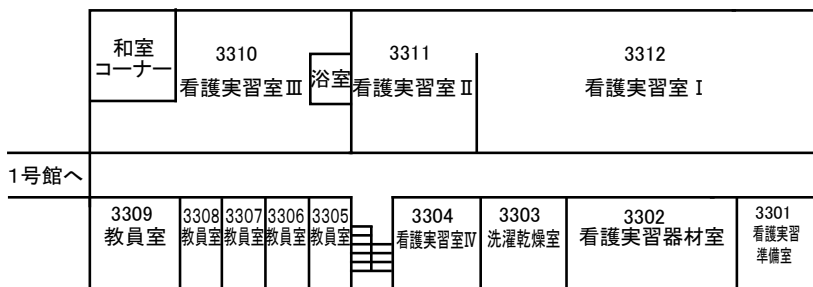 和室
コーナー
3310
看護実習室Ⅲ
浴室
3311
看護実習室Ⅱ
3312
看護実習室Ⅰ
1号館へ
3309
教員室
3308
教員室
3307
教員室
3306
教員室
3305
教員室
3304
看護実習室Ⅳ
3303
洗濯乾燥室
3302
看護実習器材室
3301
看護実習
準備室